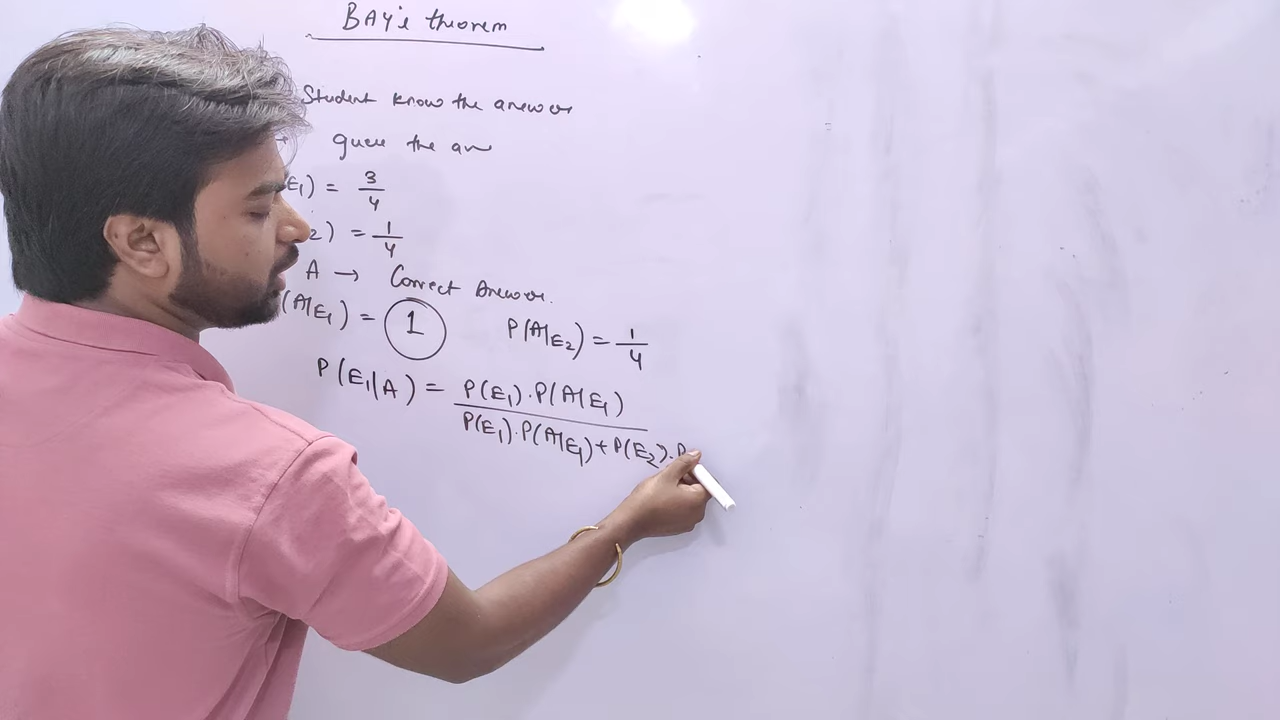 BAY's theorem
Student know the answer
→ guess the an
E₁) = 3/4
₂) = 1/4
A → Correct Answer.
(A|E₁) = 1 P(A|E₂) = 1/4
P(E₁|A) = P(E₁).P(A|E₁)
P(E₁).P(A|E₁)+P(E₂).P